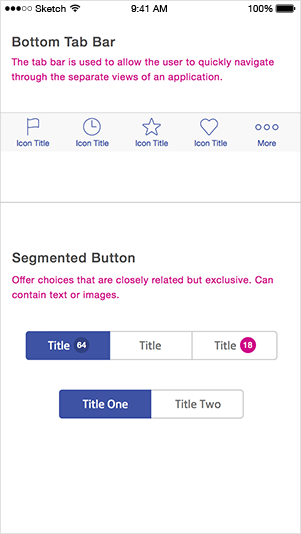 Sketch 9:41 AM 100%
Bottom Tab Bar
The tab bar is used to allow the user to quickly navigate
through the separate views of an application.
Icon Title Icon Title Icon Title Icon Title More
Segmented Button
Offer choices that are closely related but exclusive. Can
contain text or images.
Title 64 Title Title 18
Title One Title Two